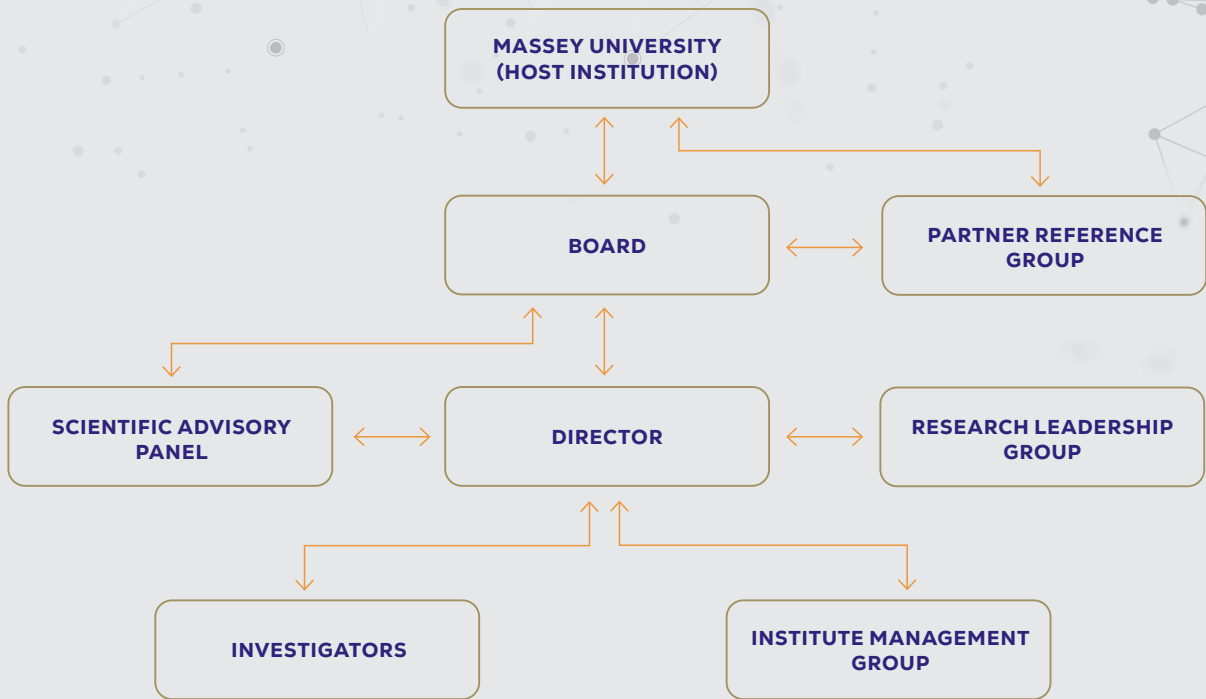 MASSEY UNIVERSITY
(HOST INSTITUTION)
BOARD
PARTNER REFERENCE
GROUP
SCIENTIFIC ADVISORY
PANEL
DIRECTOR
RESEARCH LEADERSHIP
GROUP
INVESTIGATORS
INSTITUTE MANAGEMENT
GROUP